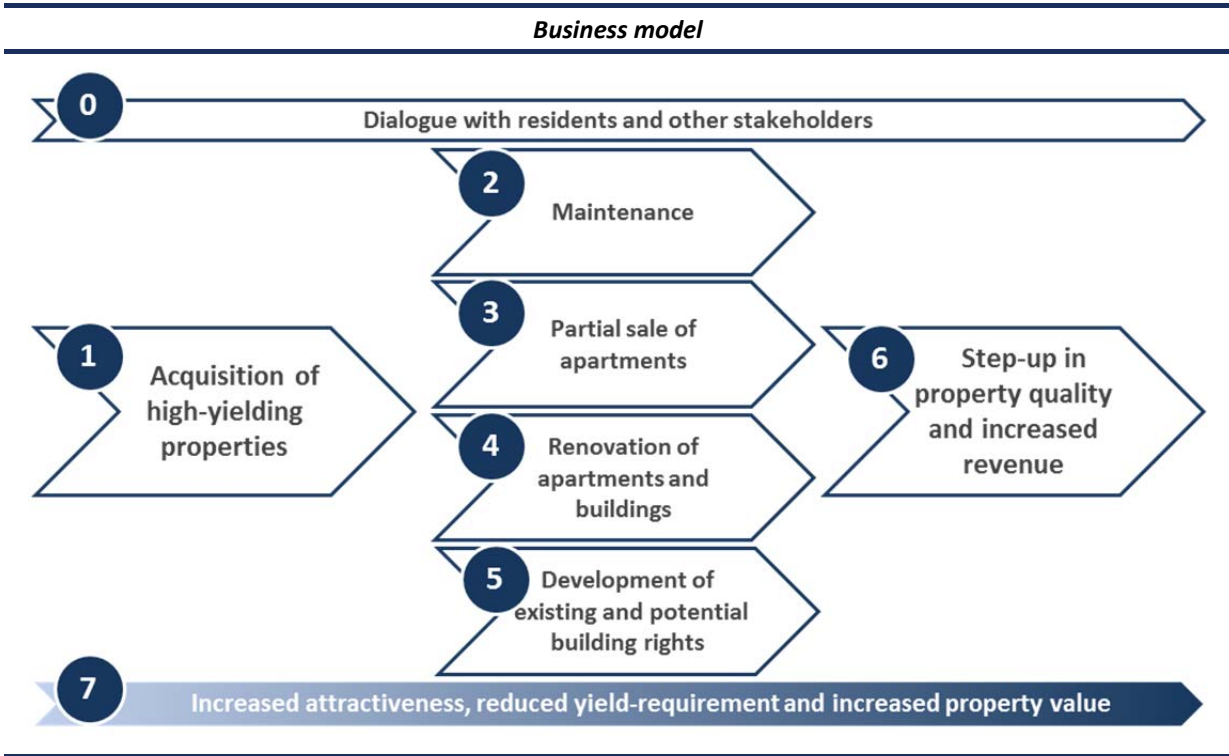 Business model
0
Dialogue with residents and other stakeholders
1
Acquisition of
high-yielding
properties
2
Maintenance
3
Partial sale of
apartments
4
Renovation of
apartments and
buildings
5
Development of
existing and potential
building rights
6
Step-up in
property quality
and increased
revenue
7
Increased attractiveness, reduced yield-requirement and increased property value